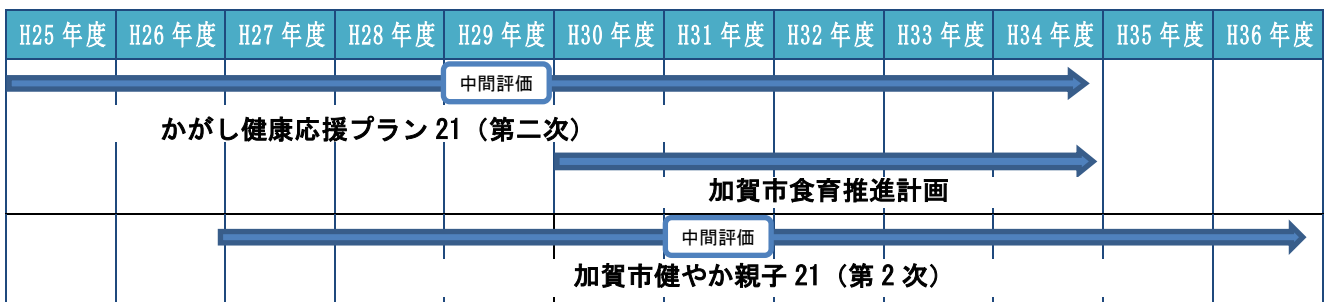 H25 年度 H26 年度 H27 年度 H28 年度 H29 年度 H30 年度 H31 年度 H32 年度 H33 年度 H34 年度 H35 年度 H36 年度
中間評価
かがし健康応援プラン 21（第二次）
加賀市食育推進計画
中間評価
加賀市健やか親子 21（第 2 次）